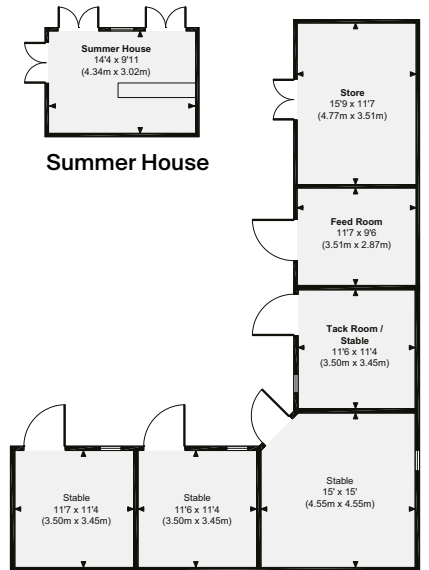 Summer House
14'4 x 9'11
(4.34m x 3.02m)
Summer House
Store
15'9 x 11'7
(4.77m x 3.51m)
Feed Room
11'7 x 9'6
(3.51m x 2.87m)
Tack Room /
Stable
11'6 x 11'4
(3.50m x 3.45m)
Stable
11'7 x 11'4
(3.50m x 3.45m)
Stable
11'6 x 11'4
(3.50m x 3.45m)
Stable
15' x 15'
(4.55m x 4.55m)